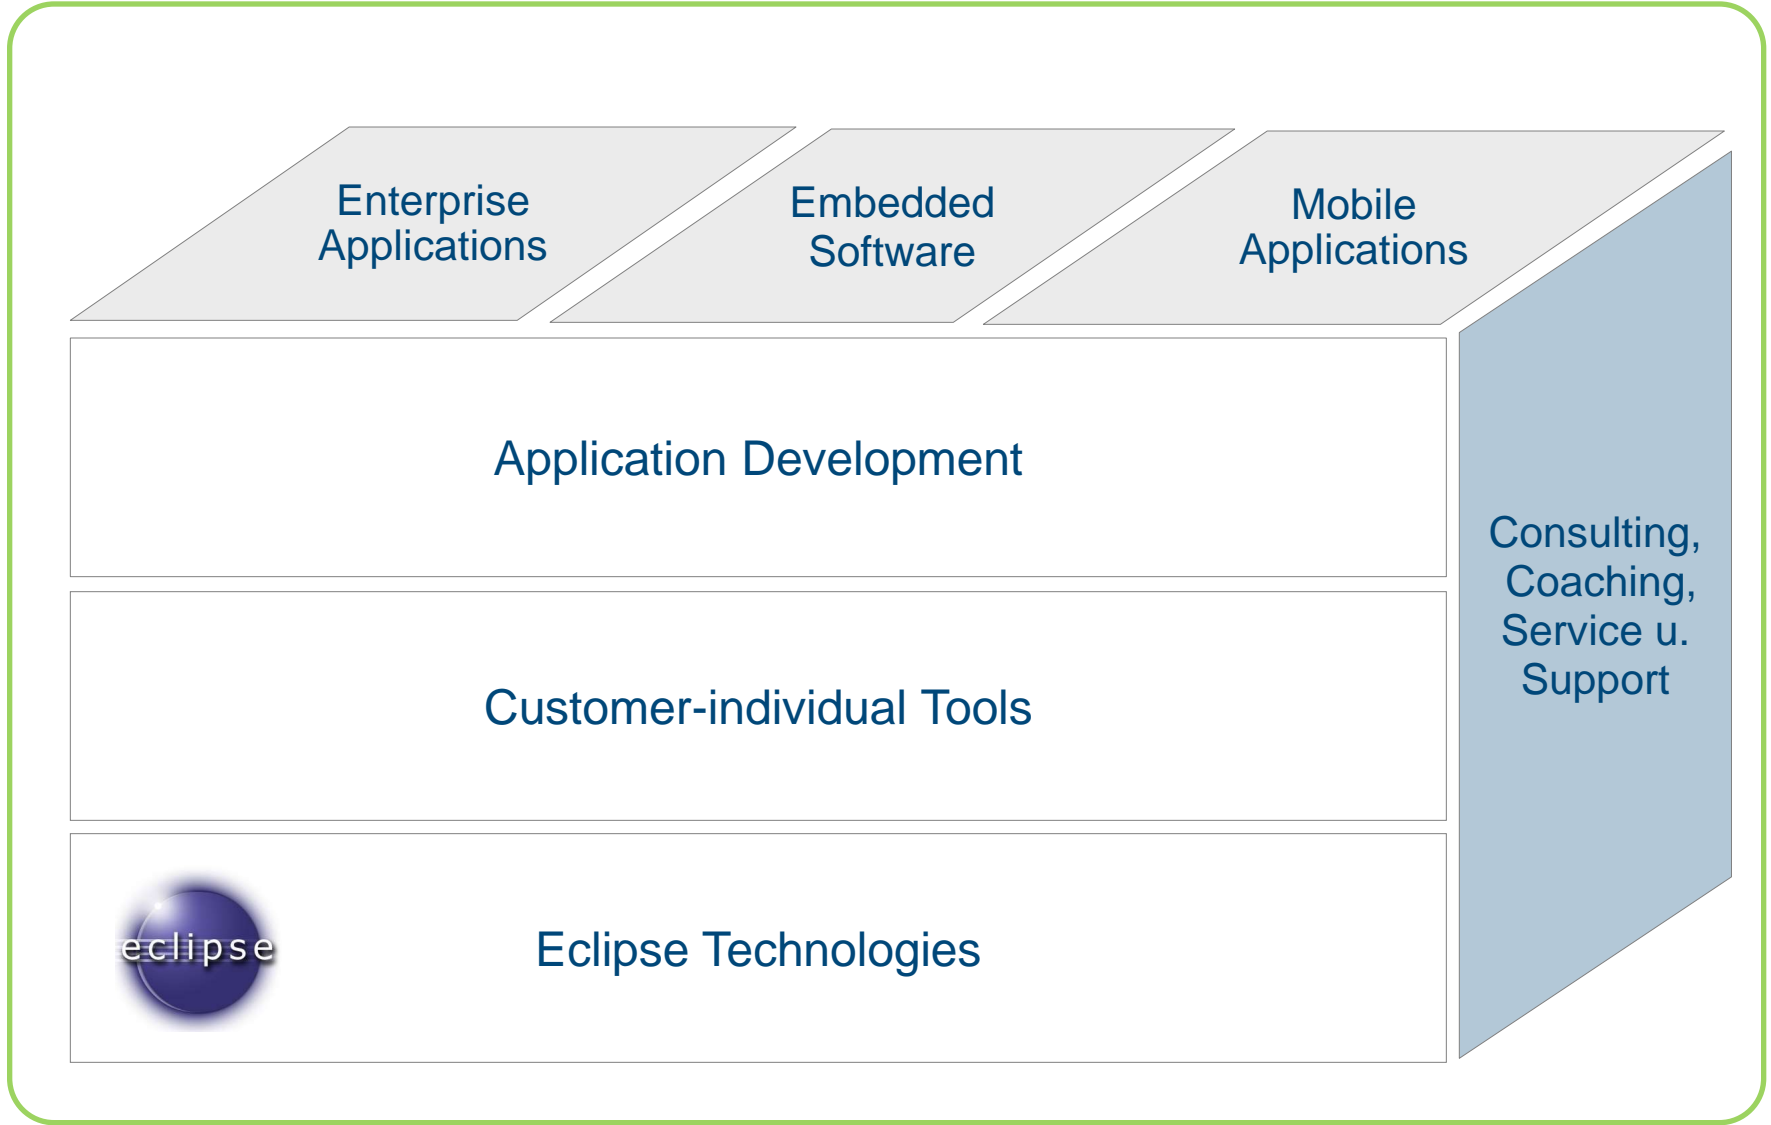 Enterprise
Applications
Embedded
Software
Mobile
Applications
Application Development
Consulting,
Coaching,
Service u.
Support
Customer-individual Tools
eclipse
Eclipse Technologies